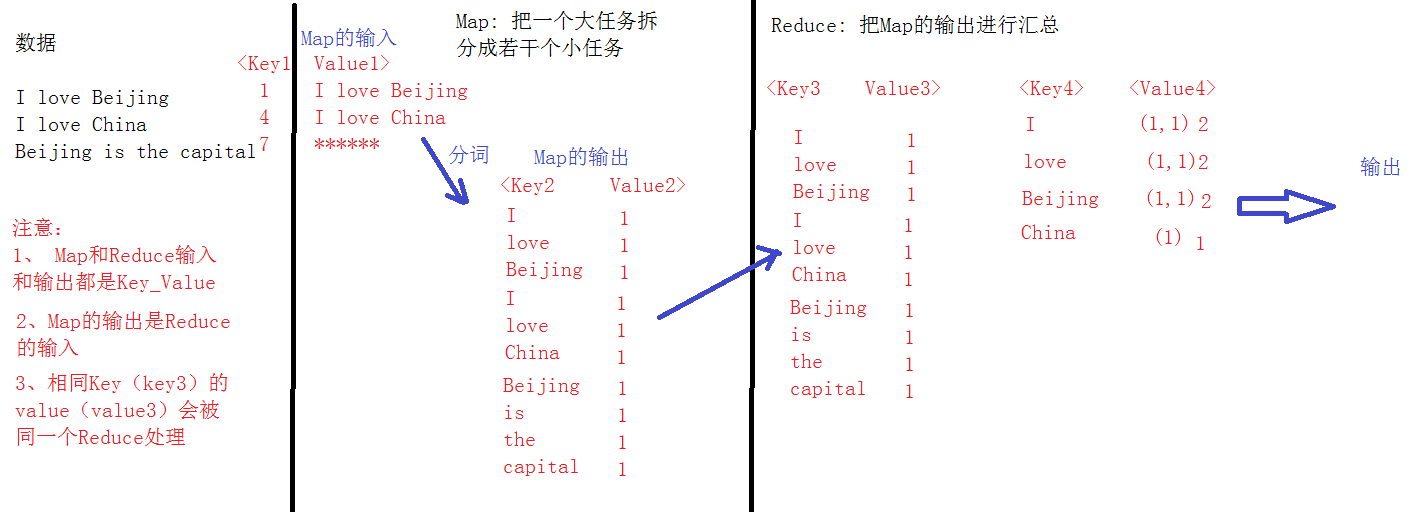 数据
I love Beijing
I love China
Beijing is the capital
注意:
1、 Map和Reduce输入
和输出都是Key_Value
2、Map的输出是Reduce
的输入
3、相同Key（key3）的
value（value3）会被
同一个Reduce处理
Map的输入
Map: 把一个大任务拆
分成若干个小任务
<Key1 Value1>
1 I love Beijing
4 I love China
7 ******
分词
Map的输出
<Key2 Value2>
I 1
love 1
Beijing 1
I 1
love 1
China 1
Beijing 1
is 1
the 1
capital 1
Reduce: 把Map的输出进行汇总
<Key3 Value3>
I 1
love 1
Beijing 1
I 1
love 1
China 1
Beijing 1
is 1
the 1
capital 1
<Key4> <Value4>
I (1,1) 2
love (1,1) 2
Beijing (1,1) 2
China (1) 1
输出